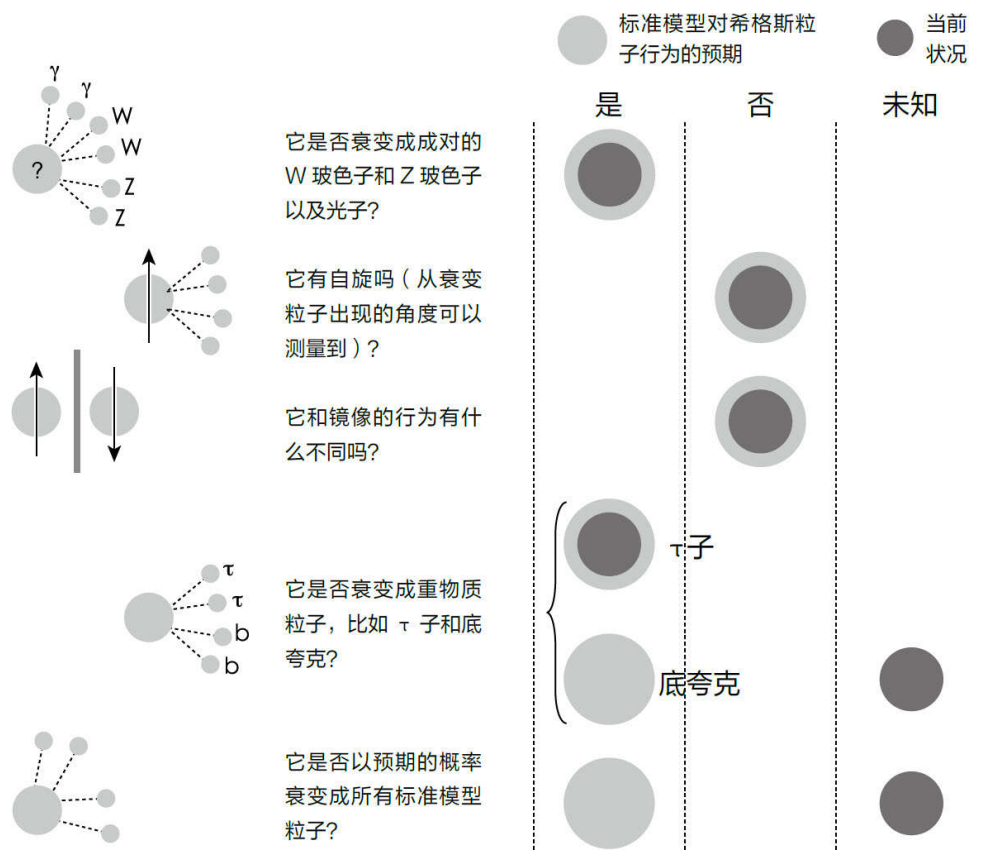 标准模型对希格斯粒
子行为的预期
当前
状况
是
否
未知
γ
γ
W
W
?
Z
Z
它是否衰变成成对的
W 玻色子和 Z 玻色子
以及光子?
它有自旋吗（从衰变
粒子出现的角度可以
测量到）?
它和镜像的行为有什
么不同吗?
τ子
τ
τ
b
b
它是否衰变成重物质
粒子，比如 τ 子和底
夸克?
底夸克
它是否以预期的概率
衰变成所有标准模型
粒子?